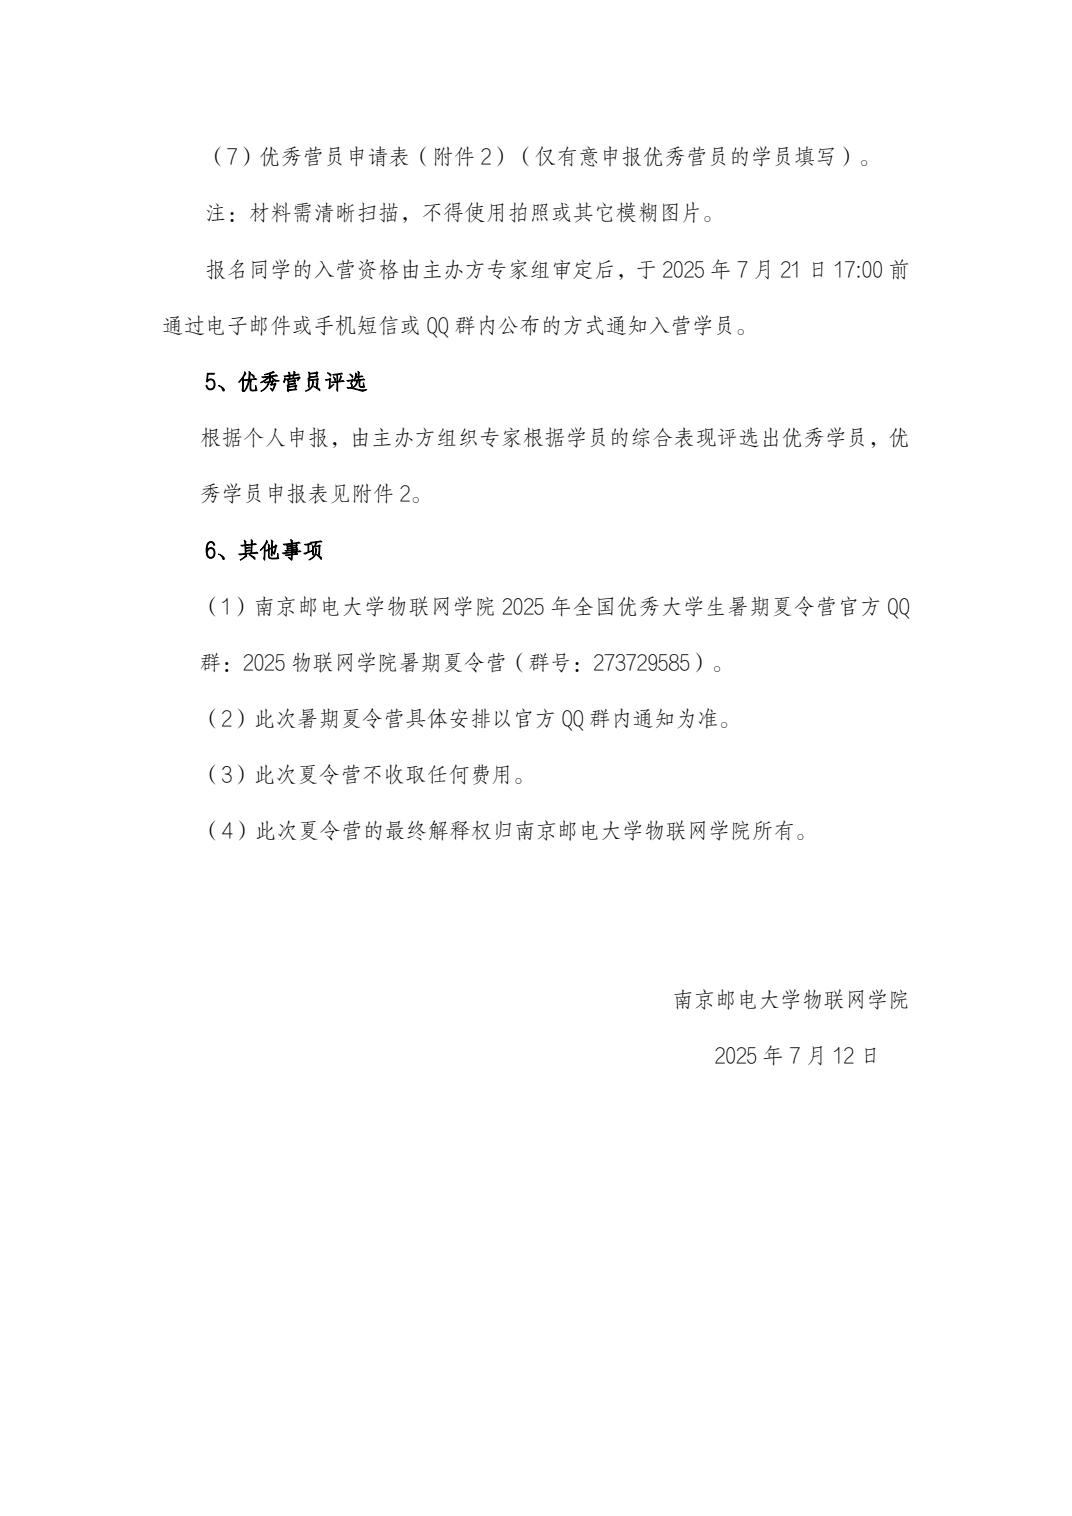 （7）优秀营员申请表（附件 2）（仅有意申报优秀营员的学员填写）。
注：材料需清晰扫描，不得使用拍照或其它模糊图片。
报名同学的入营资格由主办方专家组审定后，于 2025 年 7 月 21 日 17:00 前
通过电子邮件或手机短信或 QQ 群内公布的方式通知入营学员。
5、优秀营员评选
根据个人申报，由主办方组织专家根据学员的综合表现评选出优秀学员，优
秀学员申报表见附件 2。
6、其他事项
（1）南京邮电大学物联网学院 2025 年全国优秀大学生暑期夏令营官方 QQ
群：2025 物联网学院暑期夏令营（群号：273729585）。
（2）此次暑期夏令营具体安排以官方 QQ 群内通知为准。
（3）此次夏令营不收取任何费用。
（4）此次夏令营的最终解释权归南京邮电大学物联网学院所有。
南京邮电大学物联网学院
2025 年 7 月 12 日